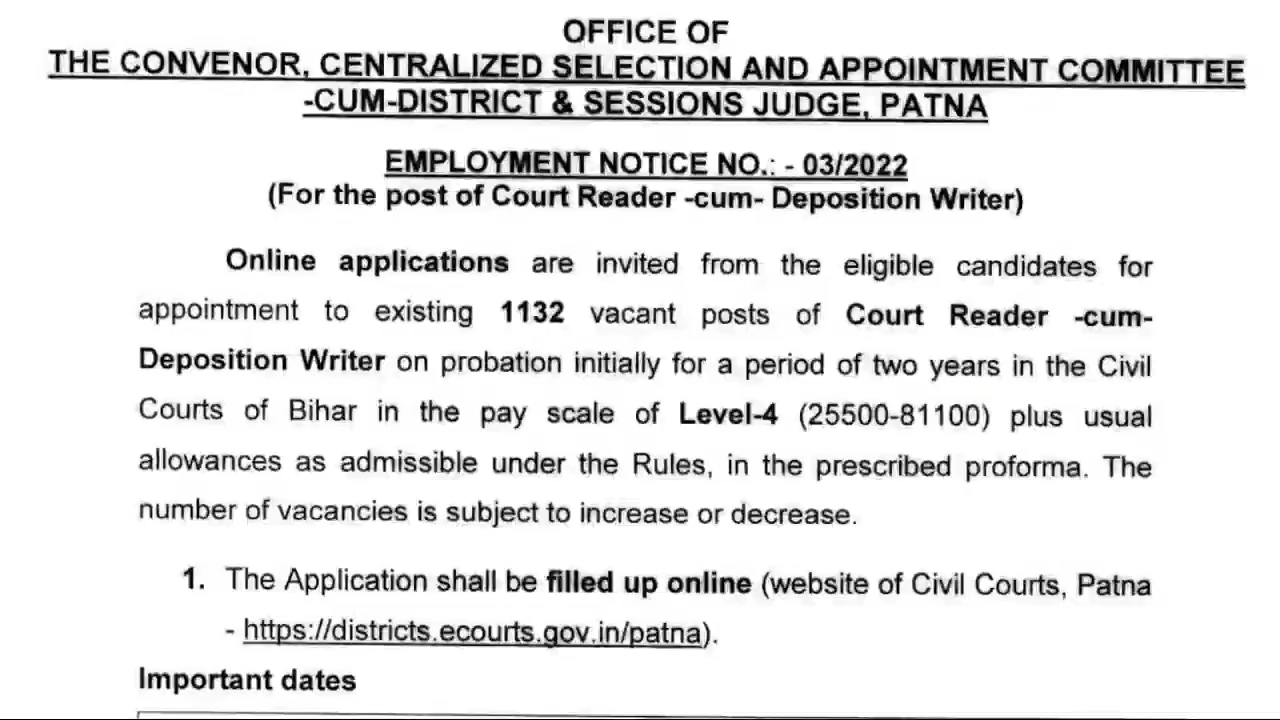 OFFICE OF
THE CONVENOR, CENTRALIZED SELECTION AND APPOINTMENT COMMITTEE
-CUM-DISTRICT & SESSIONS JUDGE, PATNA
EMPLOYMENT NOTICE NO.: - 03/2022
(For the post of Court Reader -cum- Deposition Writer)
Online applications are invited from the eligible candidates for
appointment to existing 1132 vacant posts of Court Reader -cum-
Deposition Writer on probation initially for a period of two years in the Civil
Courts of Bihar in the pay scale of Level-4 (25500-81100) plus usual
allowances as admissible under the Rules, in the prescribed proforma. The
number of vacancies is subject to increase or decrease.
1. The Application shall be filled up online (website of Civil Courts, Patna
- https://districts.ecourts.gov.in/patna).
Important dates